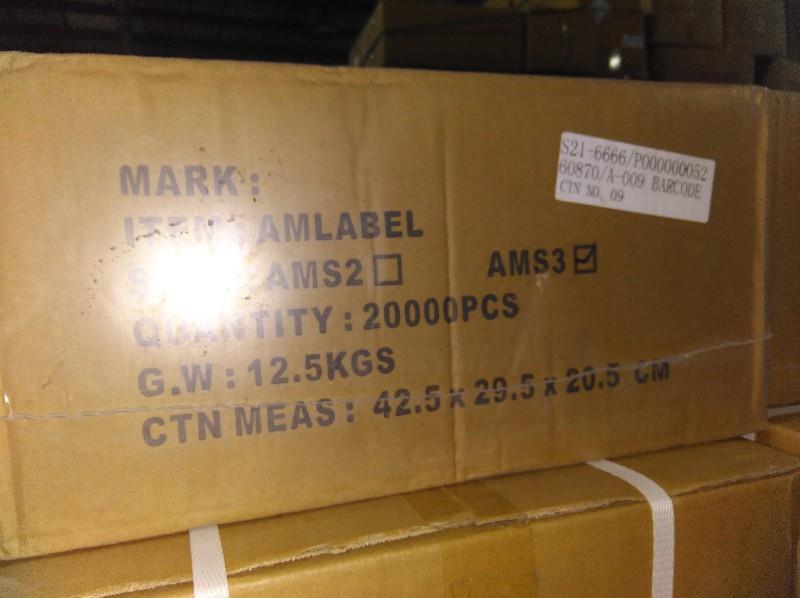 MARK:
ITEM: AMLABEL
AMS2 ☐ AMS3 ☑
QUANTITY: 20000PCS
G.W: 12.5KGS
CTN MEAS: 42.5 x 29.5 x 20.5 CM
S21-6666/P000000052
60870/A-009 BARCODE
CTN NO. 09